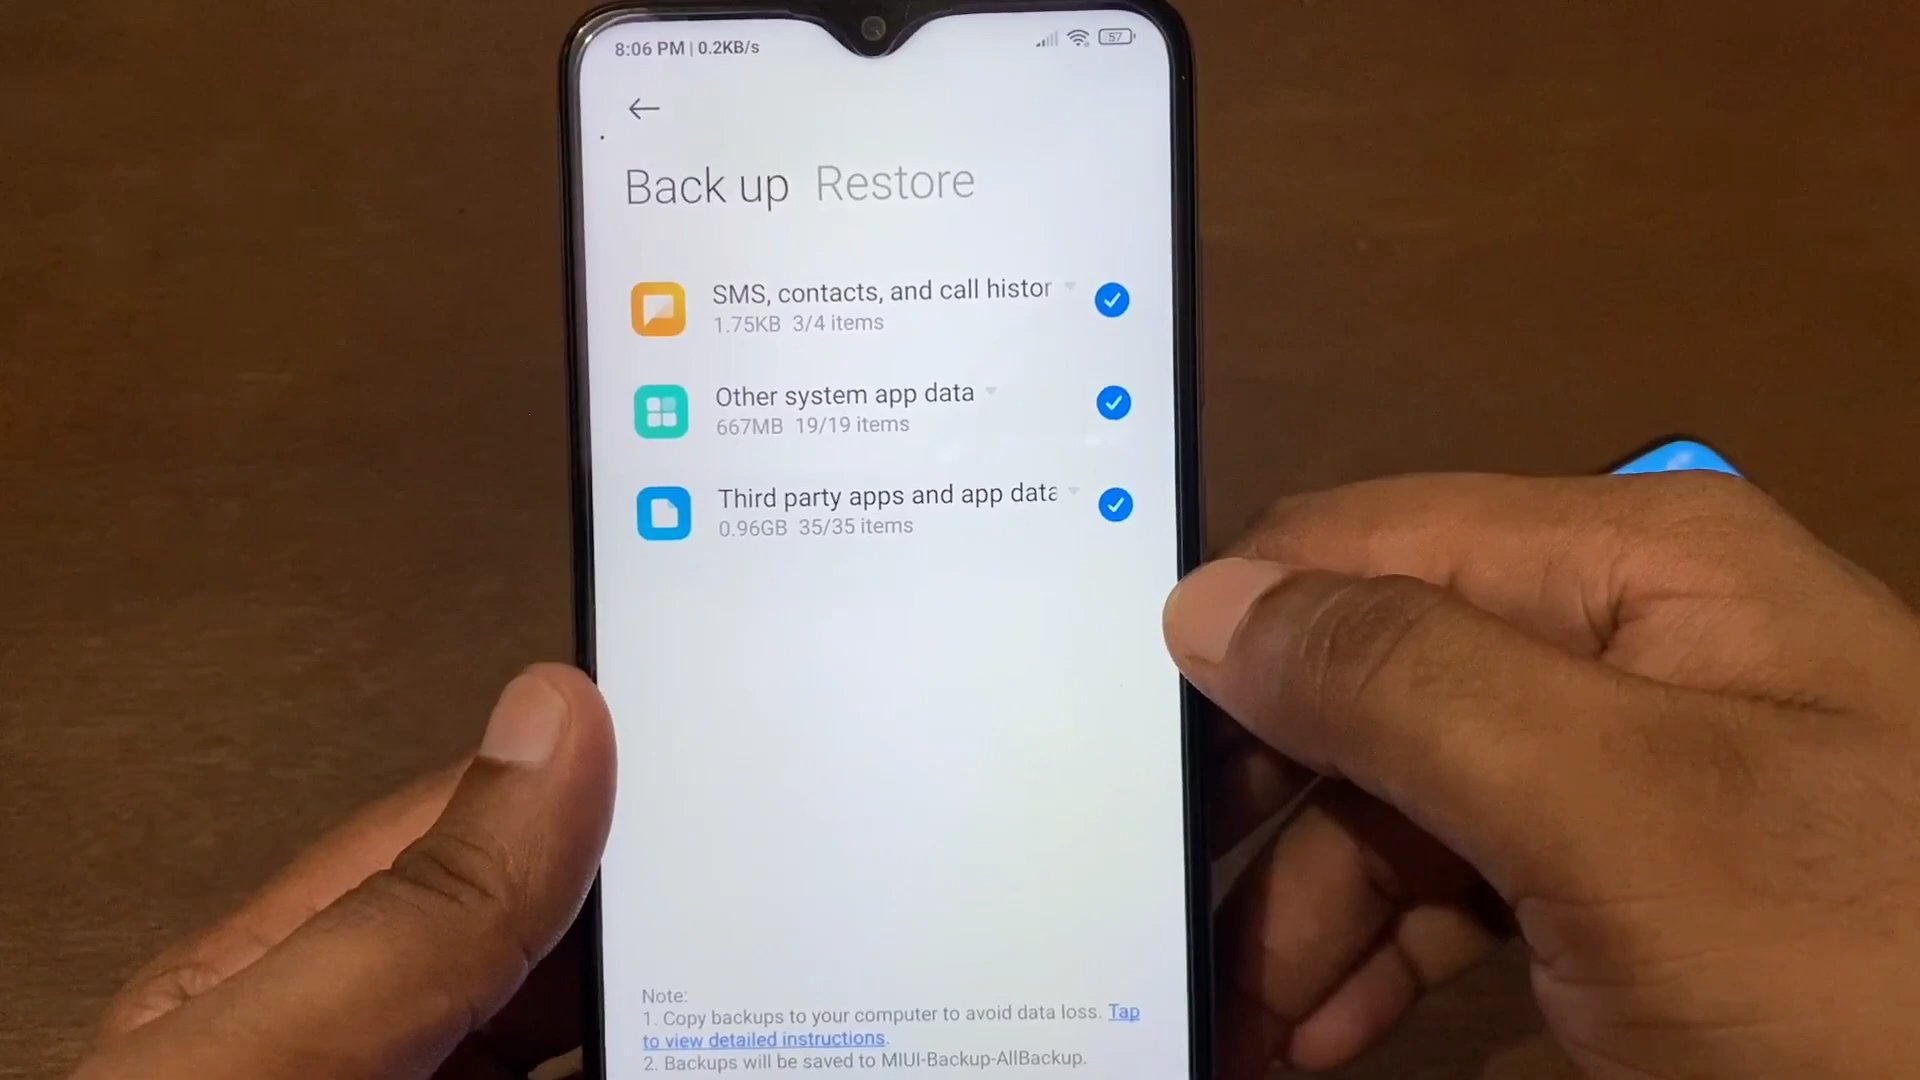 8:06 PM | 0.2KB/s
57
Back up Restore
SMS, contacts, and call histor
1.75KB 3/4 items
Other system app data
667MB 19/19 items
Third party apps and app data
0.96GB 35/35 items
Note:
1. Copy backups to your computer to avoid data loss. Tap
to view detailed instructions.
2. Backups will be saved to MIUI-Backup-AllBackup.